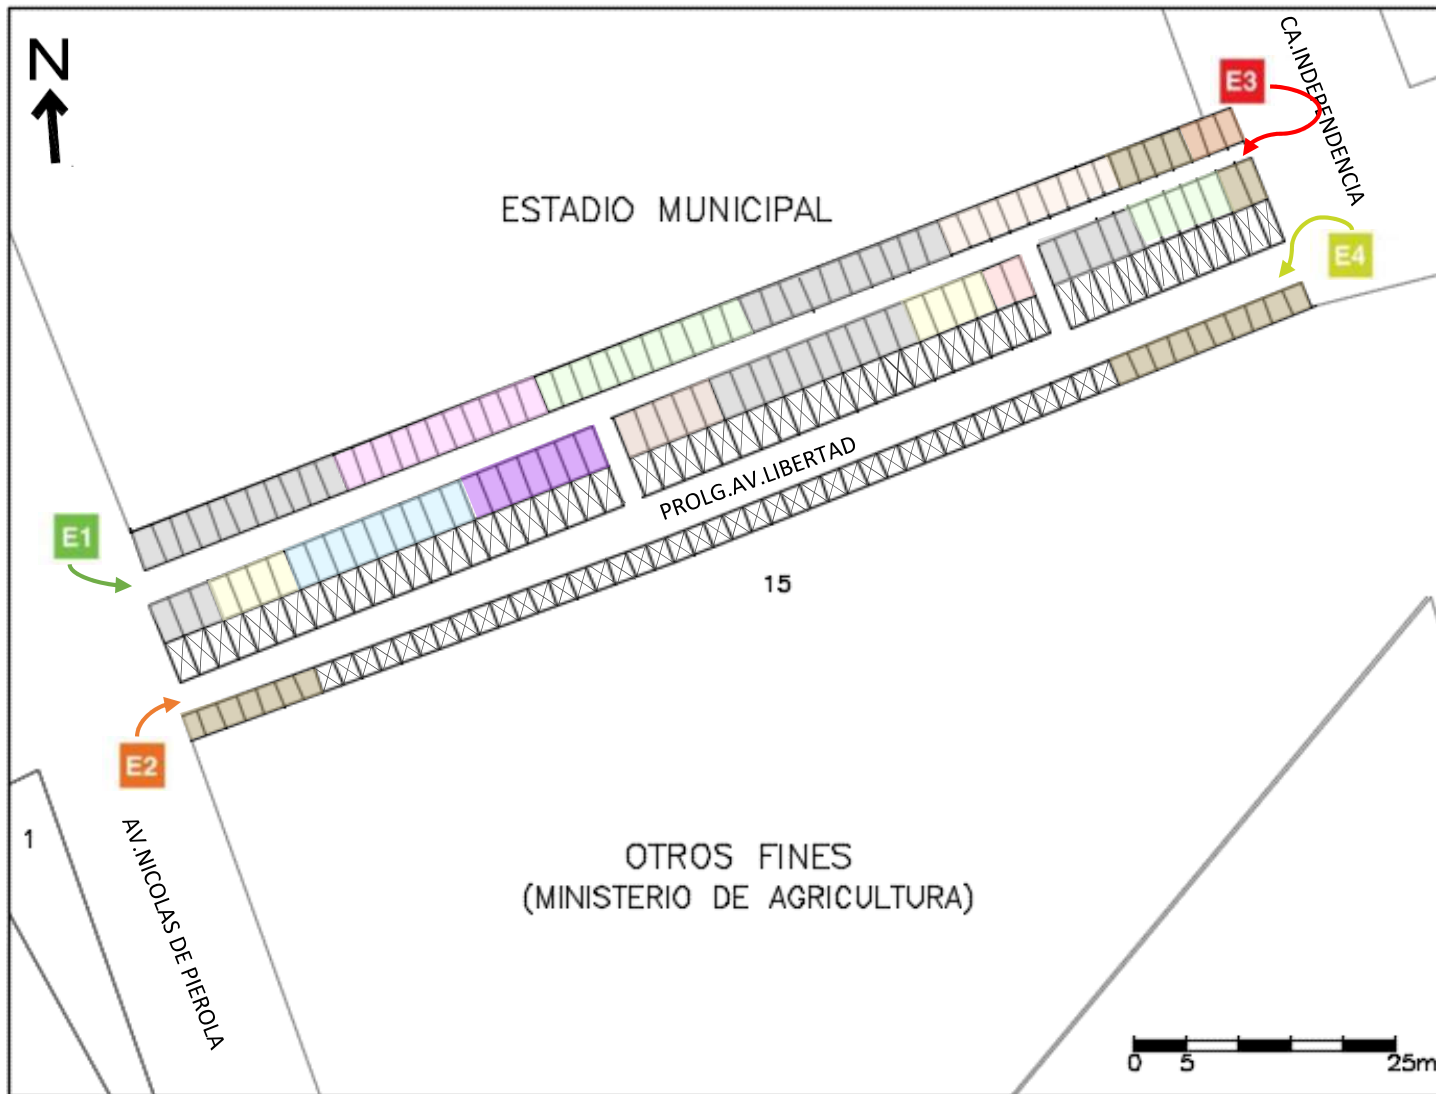 N
CA.INDEPENDENCIA
E3
ESTADIO MUNICIPAL
E4
PROLG.AV.LIBERTAD
E1
15
E2
1
AV.NICOLAS DE PIEROLA
OTROS FINES
(MINISTERIO DE AGRICULTURA)
0 5 25m